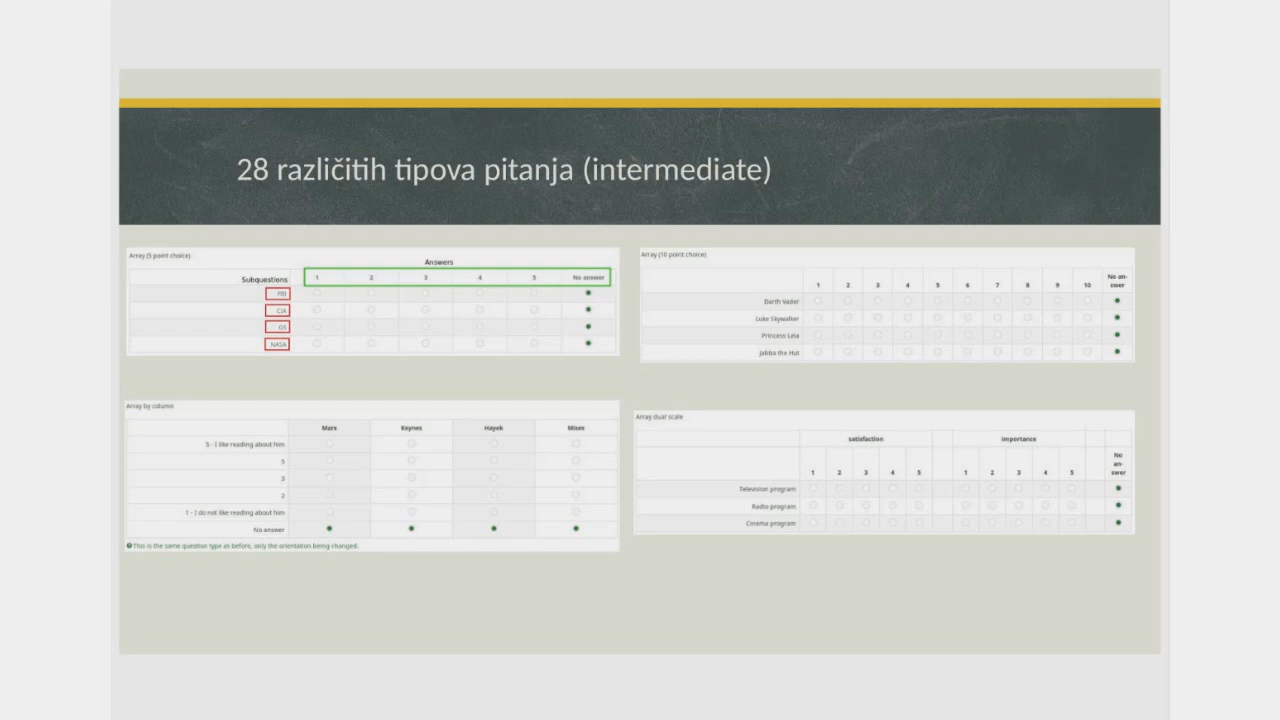 28 različitih tipova pitanja (intermediate)
Array (5 point choice)
Answers
Subquestions 1 2 3 4 5 No answer
FBI
CIA
GS
NASA
Array (10 point choice)
1 2 3 4 5 6 7 8 9 10 No an-
swer
Darth Vader
Luke Skywalker
Princess Leia
Jabba the Hut
Array by column
Marx Keynes Hayek Mises
5 - I like reading about him
5
3
2
1 - I do not like reading about him
No answer
This is the same question type as before, only the orientation being changed.
Array dual scale
satisfaction importance
1 2 3 4 5 1 2 3 4 5 No
an-
swer
Television program
Radio program
Cinema program